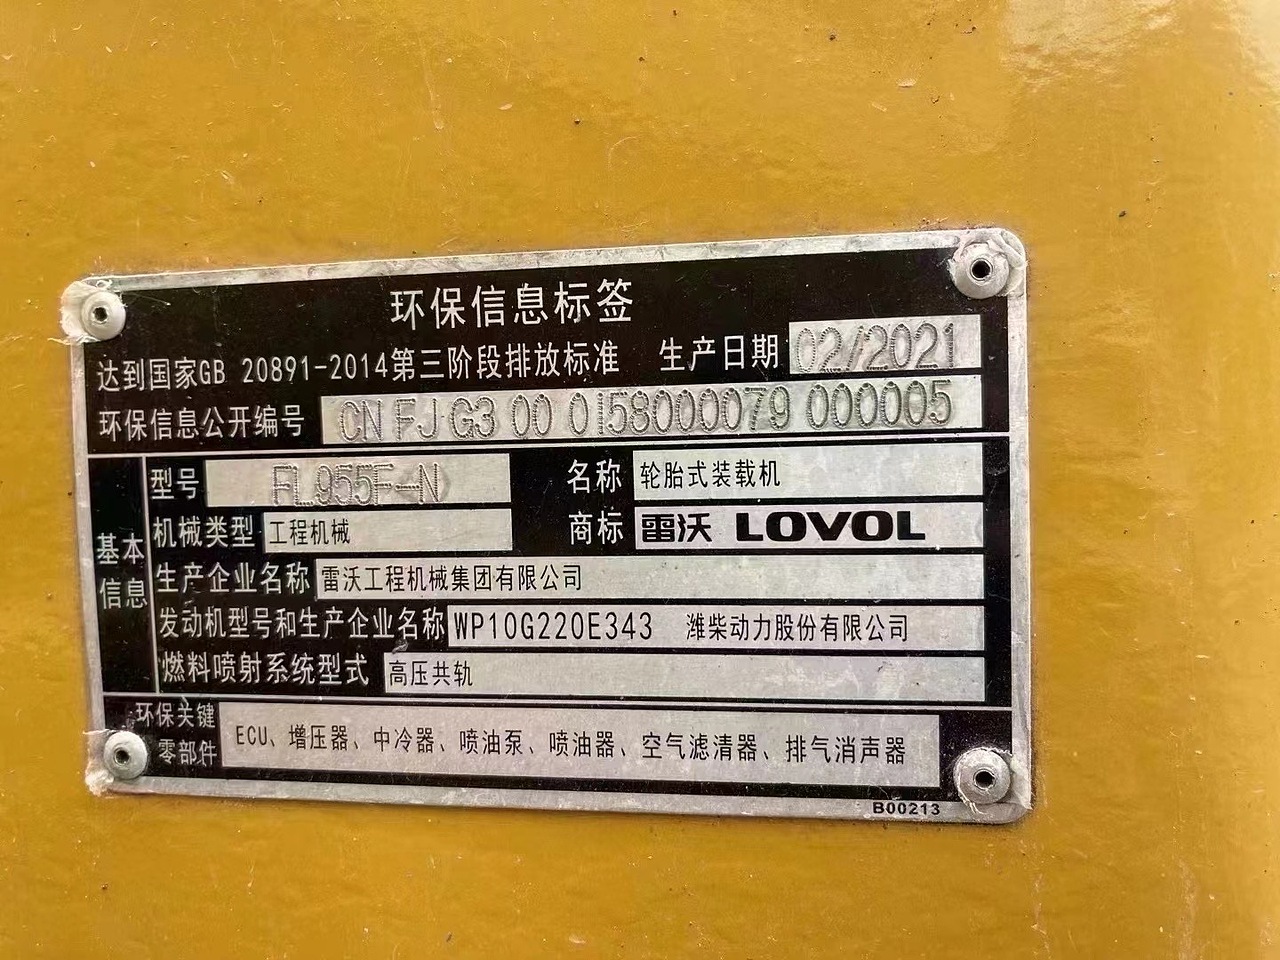 环保信息标签
达到国家GB 20891-2014第三阶段排放标准 生产日期 02/2021
环保信息公开编号 CN FJ G3 00 0158000079 000005
基本信息
型号 FL955F-N 名称 轮胎式装载机
机械类型 工程机械 商标 雷沃 LOVOL
生产企业名称 雷沃工程机械集团有限公司
发动机型号和生产企业名称 WP10G220E343 潍柴动力股份有限公司
燃料喷射系统型式 高压共轨
环保关键零部件 ECU、增压器、中冷器、喷油泵、喷油器、空气滤清器、排气消声器
B00213